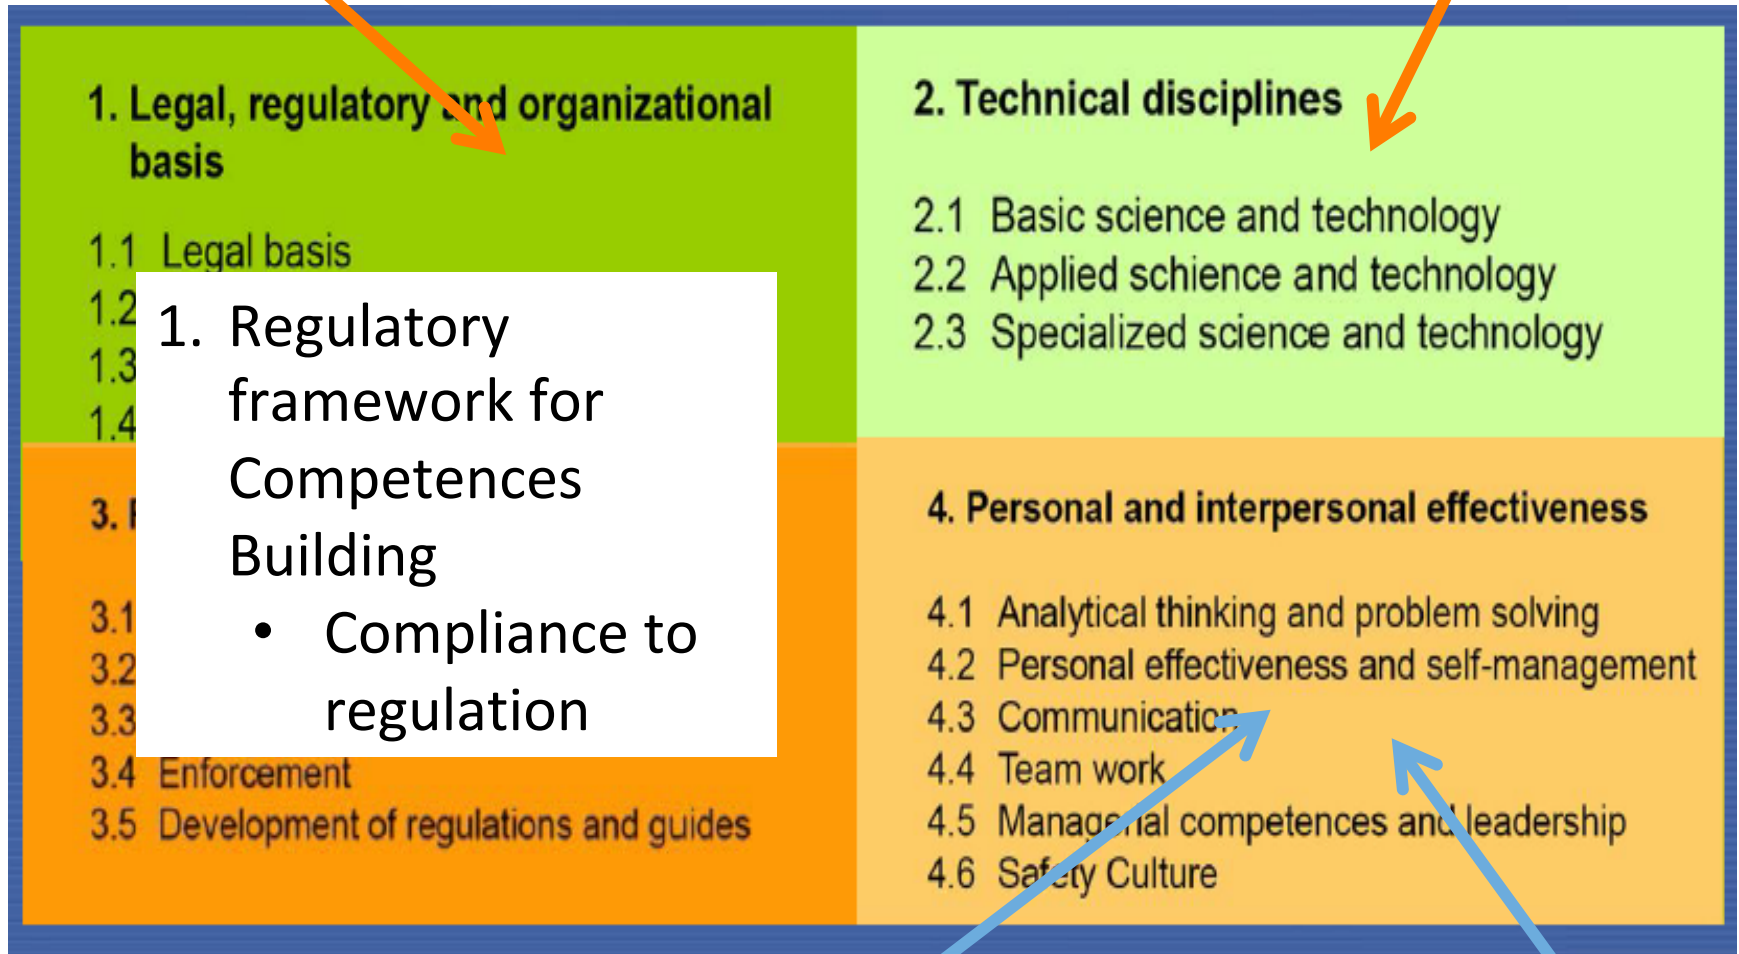 1. Legal, regulatory and organizational
basis
1.1 Legal basis
1.2
1.3
1.4
2. Technical disciplines
2.1 Basic science and technology
2.2 Applied schience and technology
2.3 Specialized science and technology
1. Regulatory
framework for
Competences
Building
• Compliance to
regulation
3.
3.1
3.2
3.3
3.4 Enforcement
3.5 Development of regulations and guides
4. Personal and interpersonal effectiveness
4.1 Analytical thinking and problem solving
4.2 Personal effectiveness and self-management
4.3 Communication
4.4 Team work
4.5 Managerial competences and leadership
4.6 Safety Culture